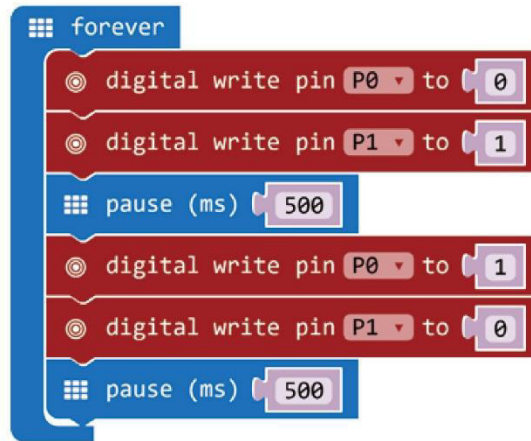 forever
digital write pin P0 to 0
digital write pin P1 to 1
pause (ms) 500
digital write pin P0 to 1
digital write pin P1 to 0
pause (ms) 500